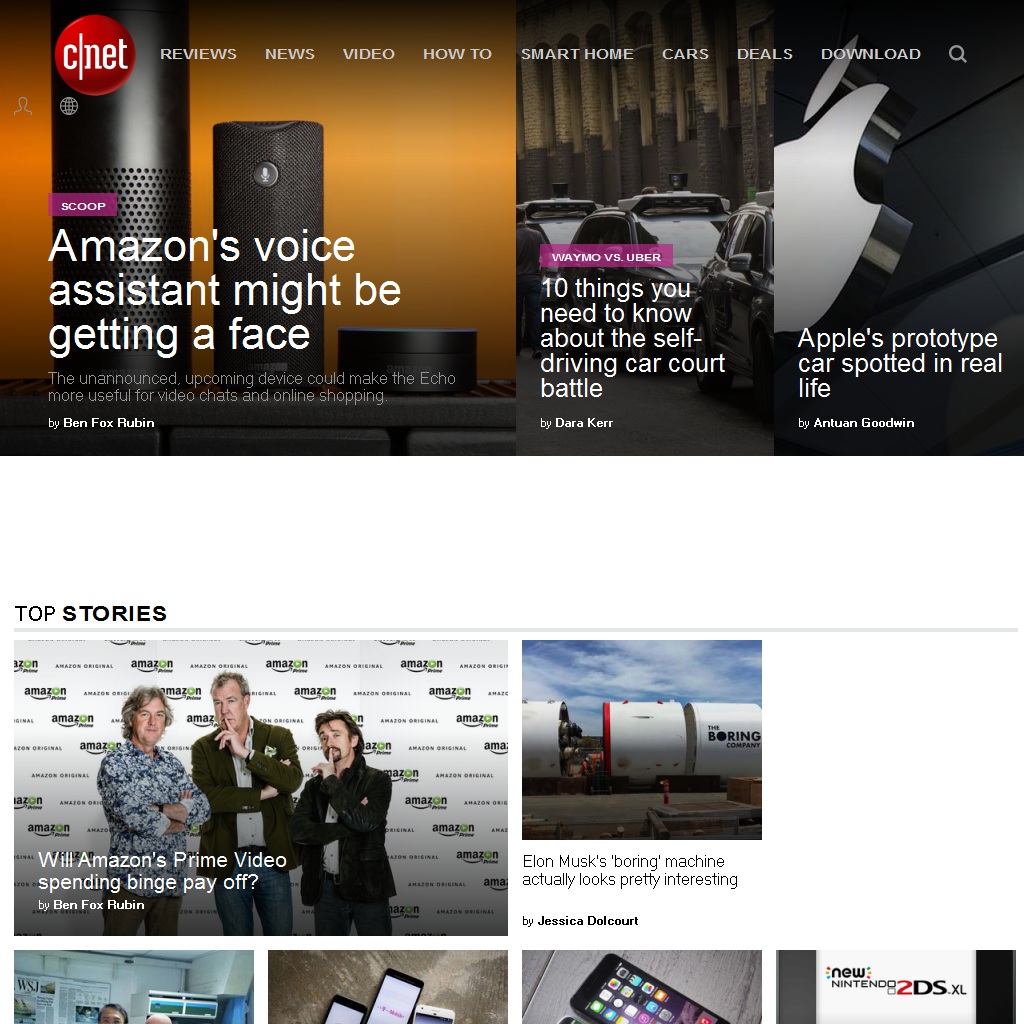 c|net
REVIEWS NEWS VIDEO HOW TO SMART HOME CARS DEALS DOWNLOAD
SCOOP
Amazon's voice
assistant might be
getting a face
The unannounced, upcoming device could make the Echo
more useful for video chats and online shopping.
by Ben Fox Rubin
WAYMO VS. UBER
10 things you
need to know
about the self-
driving car court
battle
by Dara Kerr
Apple's prototype
car spotted in real
life
by Antuan Goodwin
TOP STORIES
amazon Prime
AMAZON ORIGINAL
Will Amazon's Prime Video
spending binge pay off?
by Ben Fox Rubin
THE
BORING
COMPANY
Elon Musk's 'boring' machine
actually looks pretty interesting
by Jessica Dolcourt
WSJ
new
NINTENDO 2DS XL